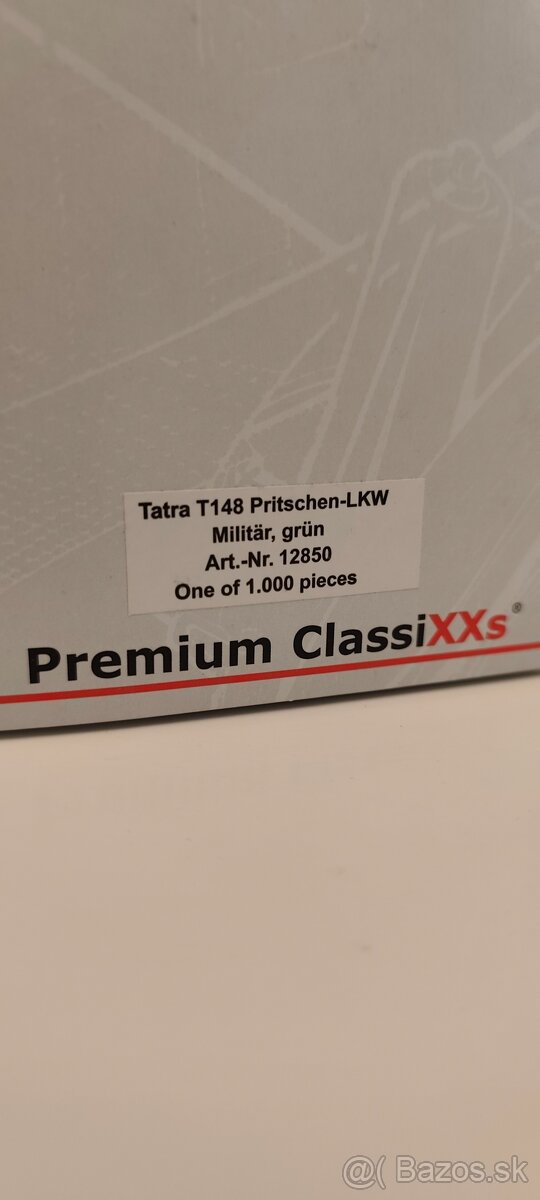 Tatra T148 Pritschen-LKW
Militär, grün
Art.-Nr. 12850
One of 1.000 pieces
Premium ClassiXXs®
@( Bazos.sk